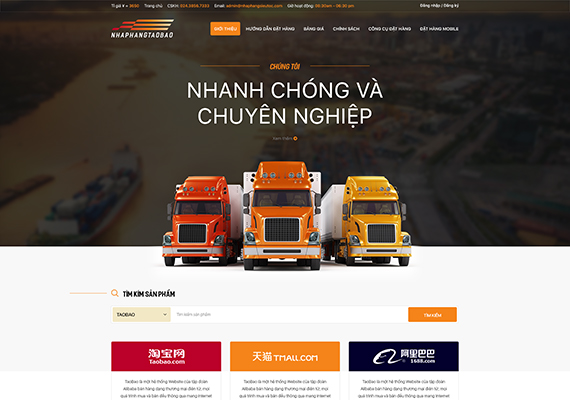 Tỉ giá ¥ = 3650 Trang chủ CSKH: 024.6658.7333 Email: admin@nhaphangtaobao.com Giờ hoạt động: 08:30am - 06:30 pm Đăng nhập / Đăng ký
NHAPHANGTAOBAO
GIỚI THIỆU HƯỚNG DẪN ĐẶT HÀNG BẢNG GIÁ CHÍNH SÁCH CÔNG CỤ ĐẶT HÀNG ĐẶT HÀNG MOBILE
CHÚNG TÔI
NHANH CHÓNG VÀ
CHUYÊN NGHIỆP
Xem thêm
TÌM KIẾM SẢN PHẨM
TAOBAO Tìm kiếm sản phẩm TÌM KIẾM
淘宝网
Taobao.com
天猫 TMALL.COM
阿里巴巴
1688.com
TaoBao là một hệ thống Website của tập đoàn
Alibaba bán hàng dạng thương mại điện tử, mọi
quá trình mua và bán đều thông qua mạng internet
TaoBao là một hệ thống Website của tập đoàn
Alibaba bán hàng dạng thương mại điện tử, mọi
quá trình mua và bán đều thông qua mạng internet
TaoBao là một hệ thống Website của tập đoàn
Alibaba bán hàng dạng thương mại điện tử, mọi
quá trình mua và bán đều thông qua mạng internet